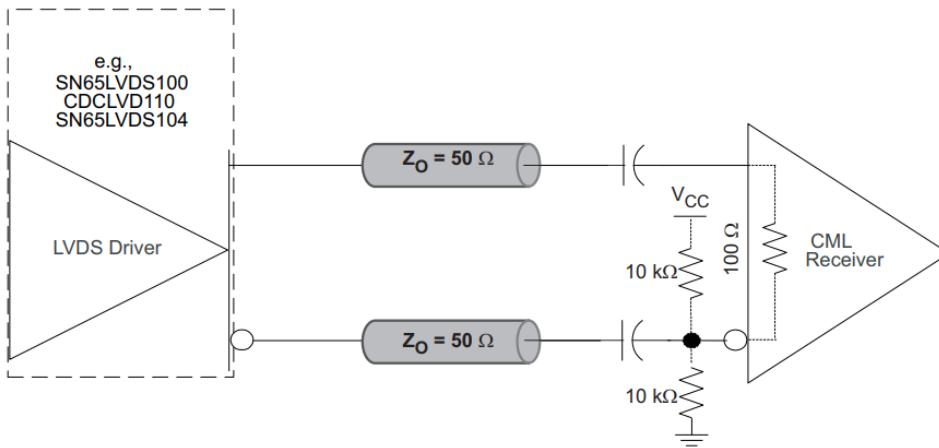 e.g.,
SN65LVDS100
CDCLVD110
SN65LVDS104
LVDS Driver
ZO = 50 Ω
VCC
10 kΩ
100 Ω
CML
Receiver
ZO = 50 Ω
10 kΩ